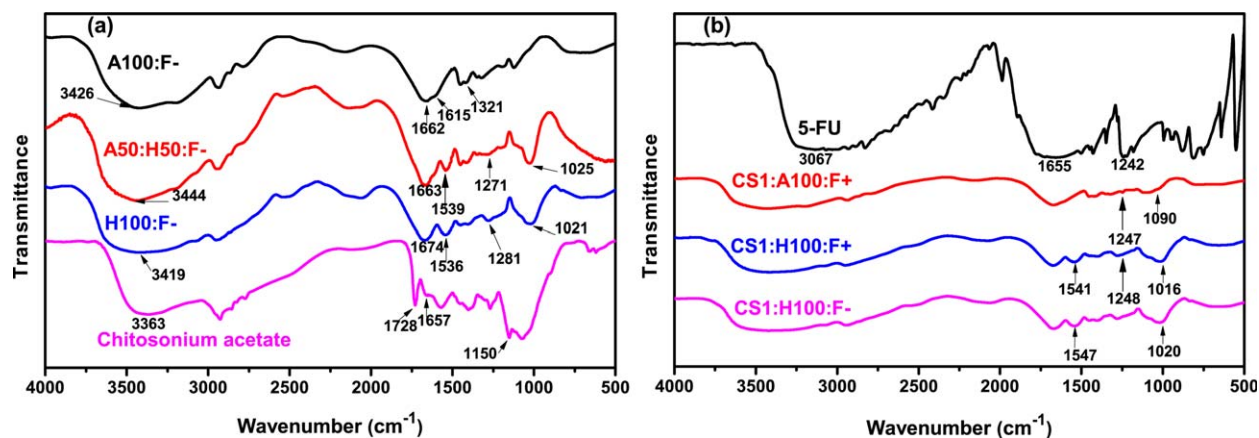 (a)
A100:F-
3426
1662
1615
1321
A50:H50:F-
3444
1663
1539
1271
1025
H100:F-
3419
1674
1536
1281
1021
3363
Chitosonium acetate
1728
1657
1150
Transmittance
4000 3500 3000 2500 2000 1500 1000 500
Wavenumber (cm-1)
(b)
5-FU
3067
1655
1242
CS1:A100:F+
1247
1090
CS1:H100:F+
1541
1248
1016
CS1:H100:F-
1547
1020
Transmittance
4000 3500 3000 2500 2000 1500 1000 500
Wavenumber (cm-1)